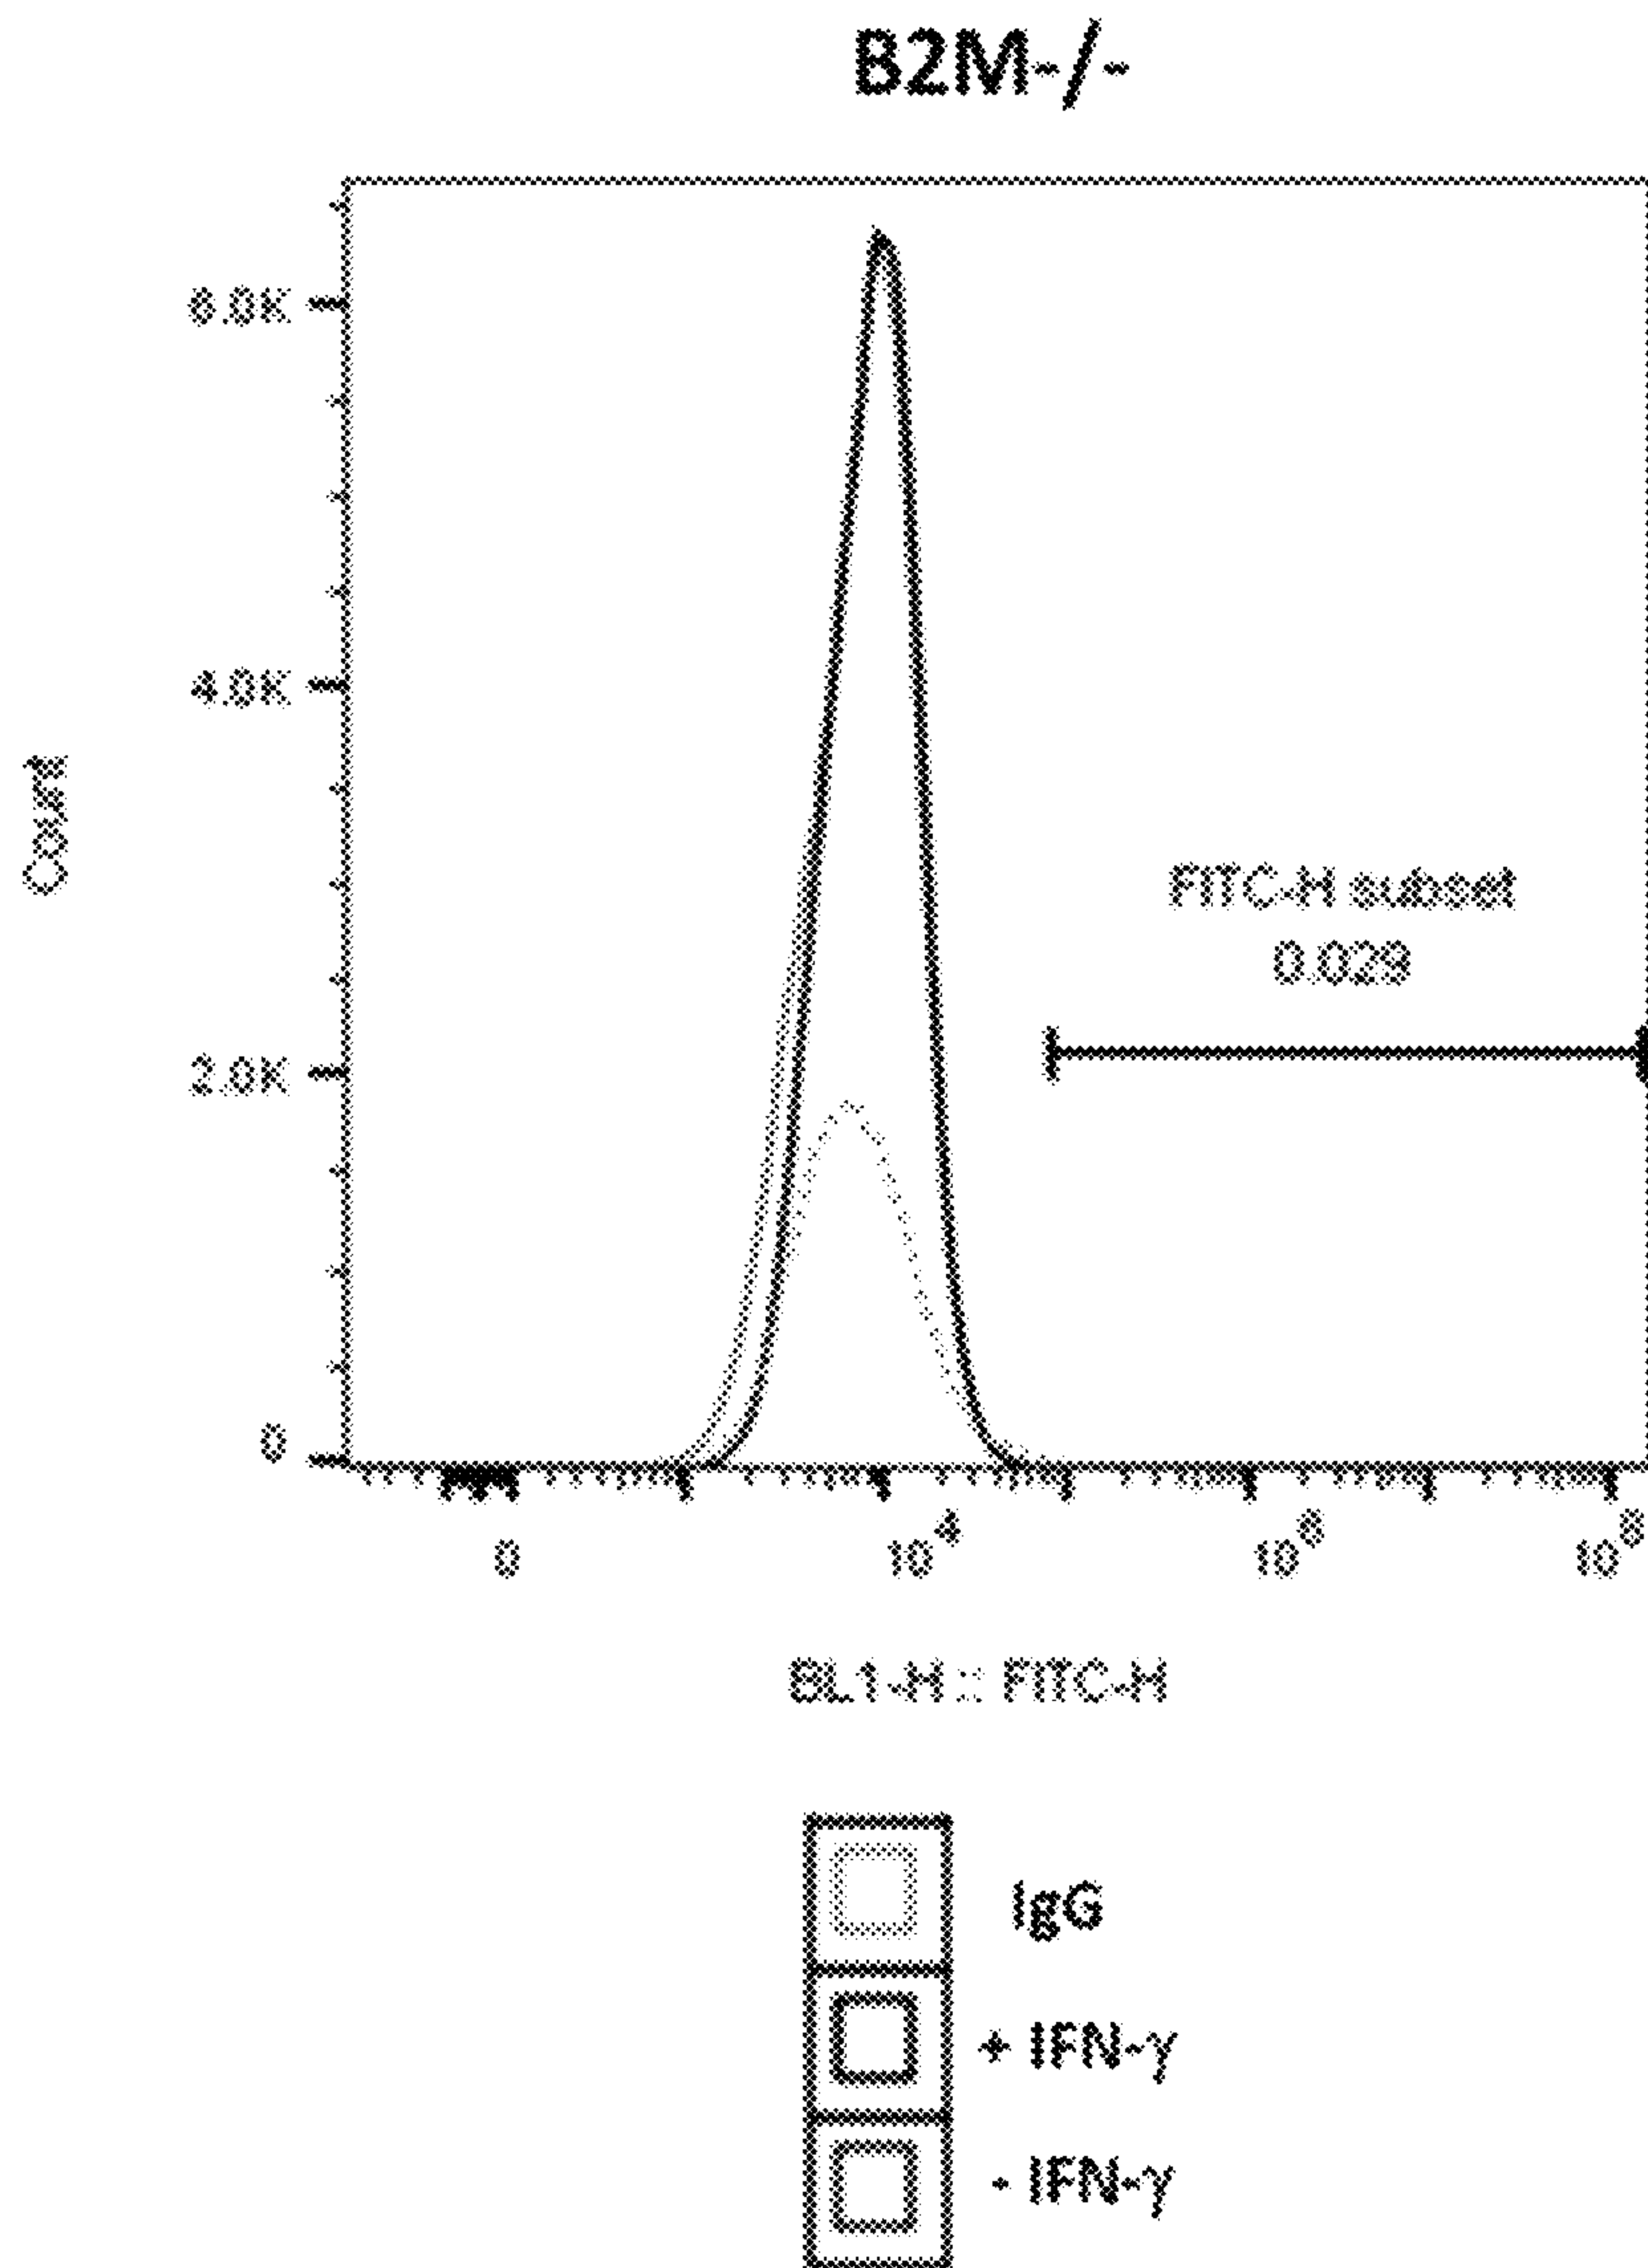 B2M-/-
6.0K
4.0K
2.0K
0
Count
FITC-H subset
0.029
0
10^4
10^6
10^8
BL1-H :: FITC-H
IgG
+ IFN-γ
- IFN-γ